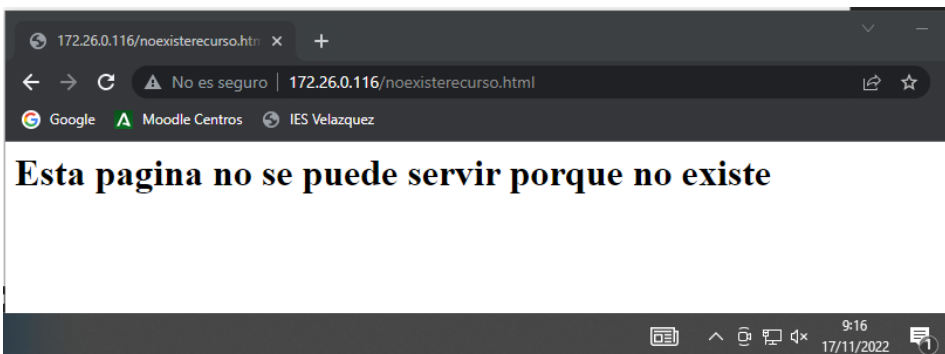 172.26.0.116/noexisterecurso.htm
No es seguro | 172.26.0.116/noexisterecurso.html
Google Moodle Centros IES Velazquez
Esta pagina no se puede servir porque no existe
9:16
17/11/2022
1